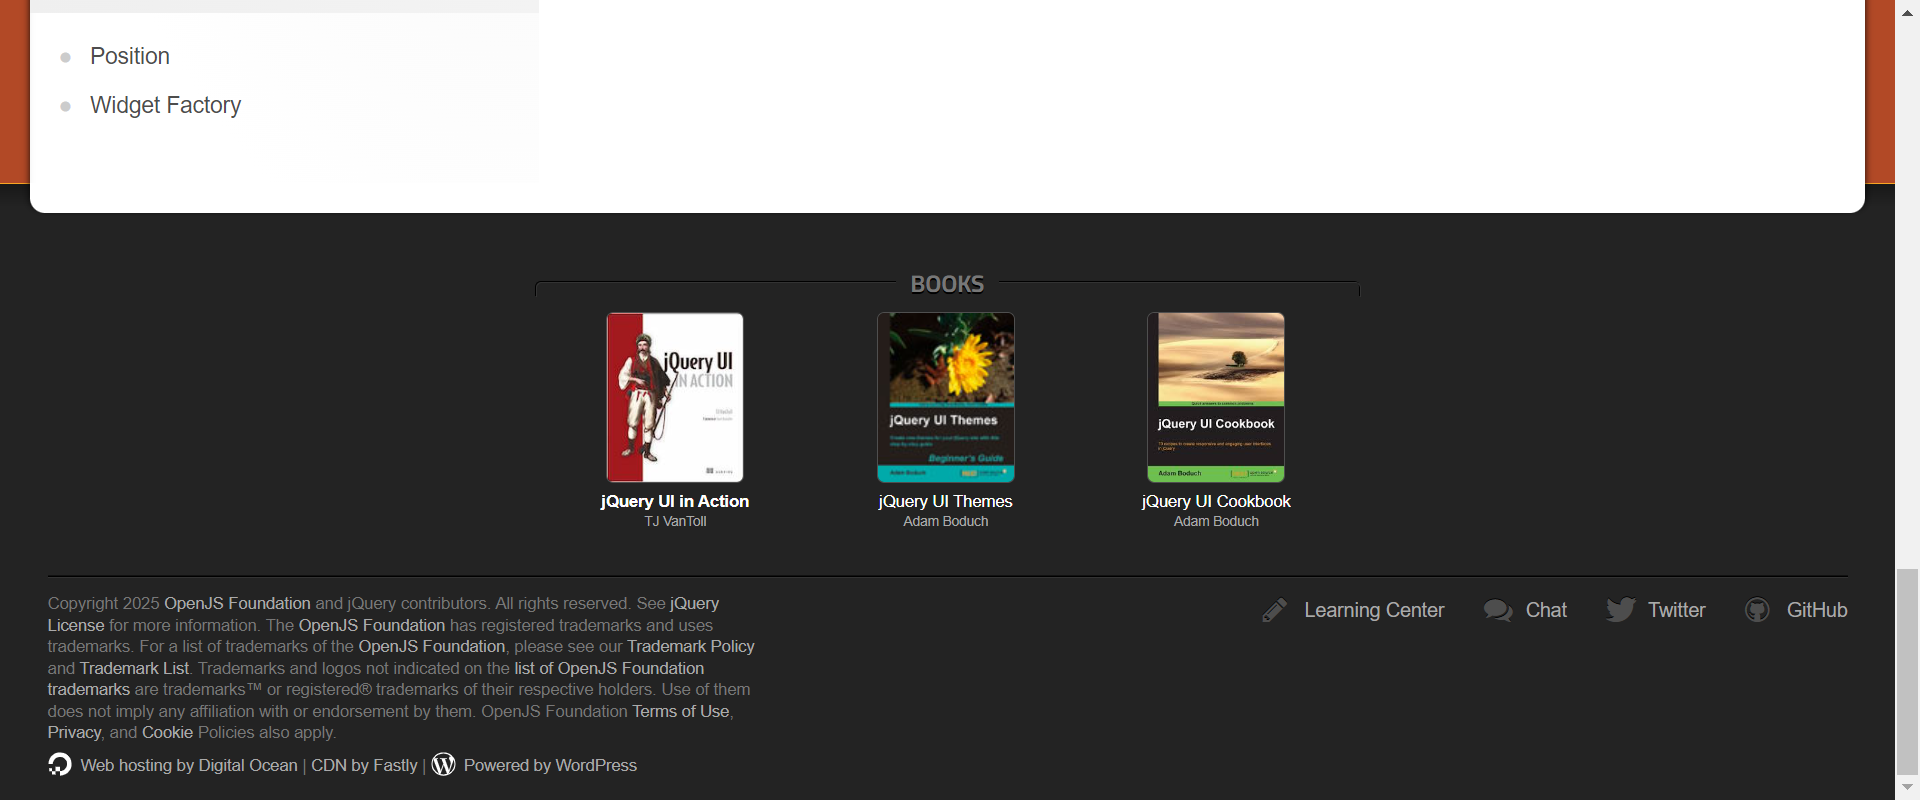 Position
Widget Factory
BOOKS
jQuery UI
IN ACTION
jQuery UI Themes
Beginner's Guide
Adam Boduch
jQuery UI Cookbook
Adam Boduch
jQuery UI in Action
TJ VanToll
jQuery UI Themes
Adam Boduch
jQuery UI Cookbook
Adam Boduch
Copyright 2025 OpenJS Foundation and jQuery contributors. All rights reserved. See jQuery
License for more information. The OpenJS Foundation has registered trademarks and uses
trademarks. For a list of trademarks of the OpenJS Foundation, please see our Trademark Policy
and Trademark List. Trademarks and logos not indicated on the list of OpenJS Foundation
trademarks are trademarks™ or registered® trademarks of their respective holders. Use of them
does not imply any affiliation with or endorsement by them. OpenJS Foundation Terms of Use,
Privacy, and Cookie Policies also apply.
Web hosting by Digital Ocean | CDN by Fastly | Powered by WordPress
Learning Center
Chat
Twitter
GitHub